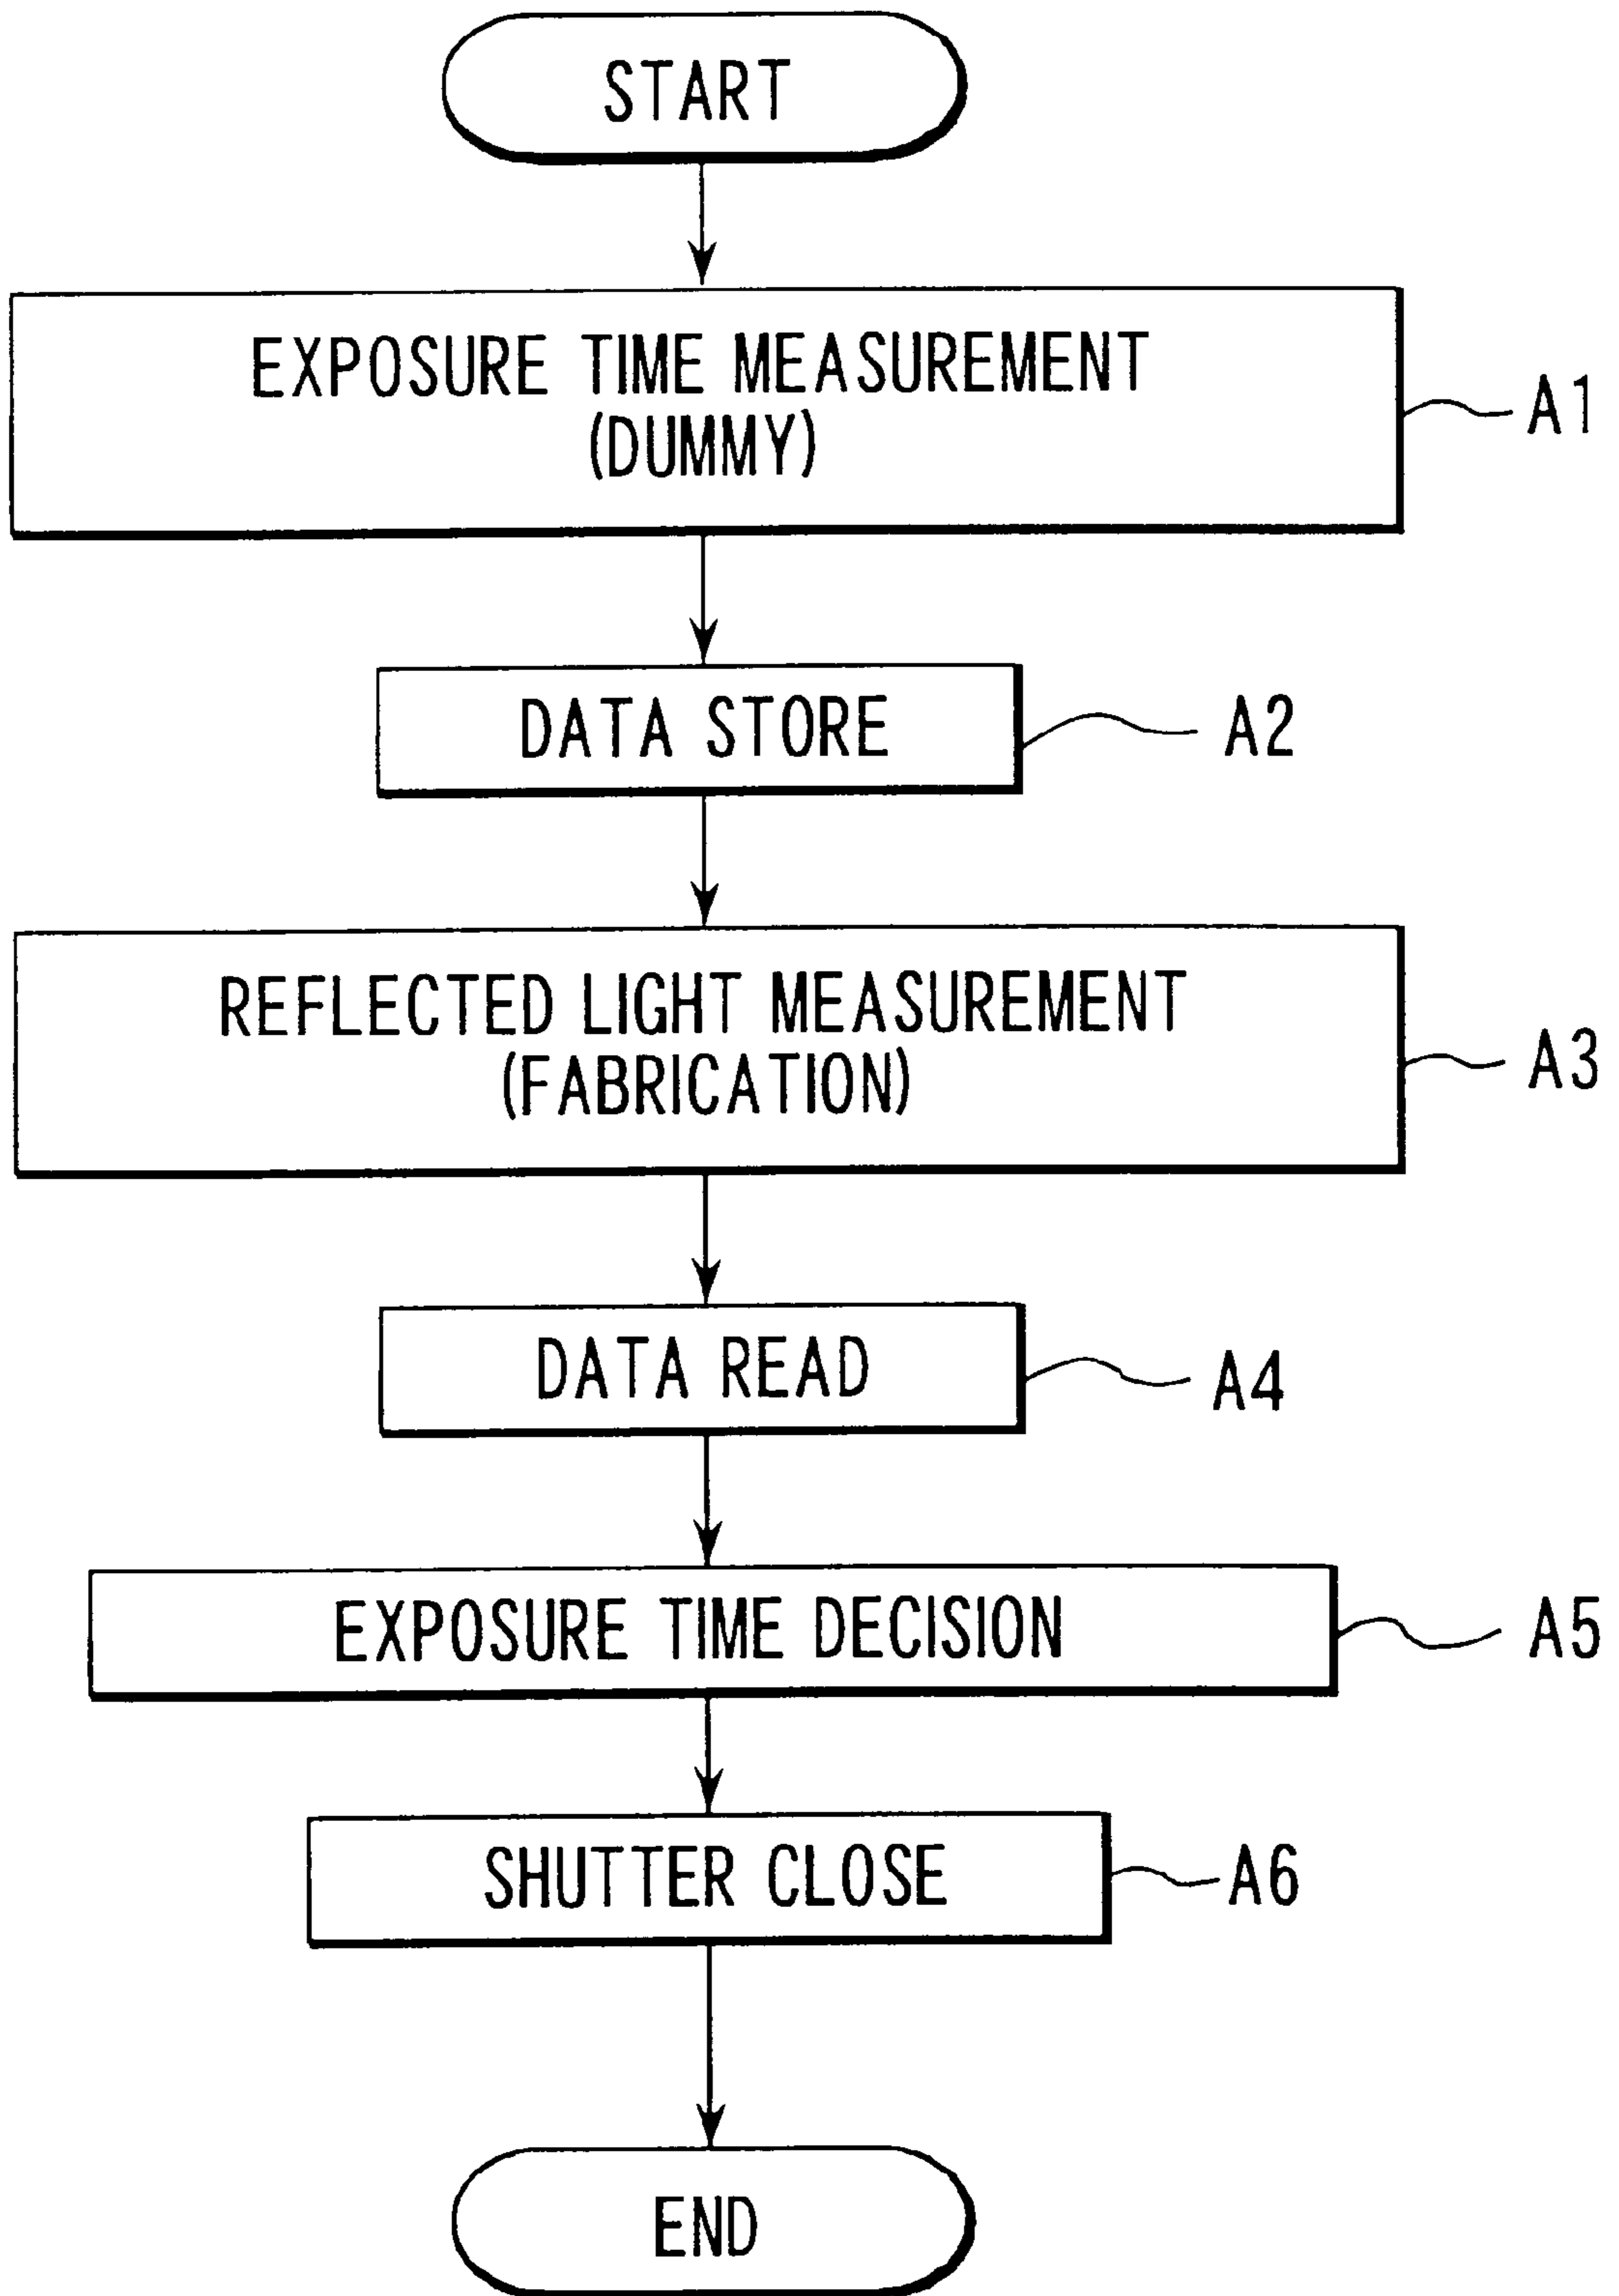 START
EXPOSURE TIME MEASUREMENT
(DUMMY)
A1
DATA STORE
A2
REFLECTED LIGHT MEASUREMENT
(FABRICATION)
A3
DATA READ
A4
EXPOSURE TIME DECISION
A5
SHUTTER CLOSE
A6
END